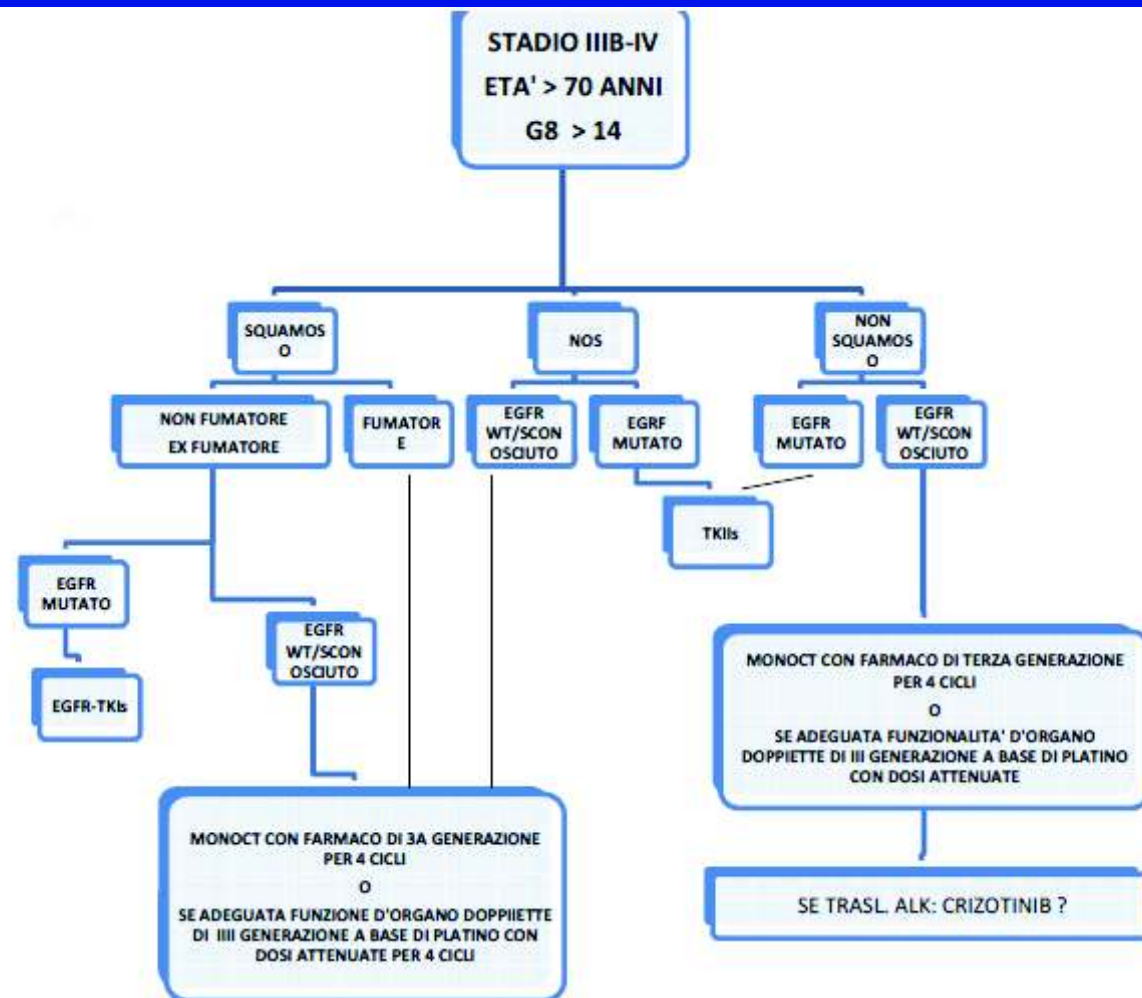 STADIO IIIB-IV
ETA' > 70 ANNI
G8 > 14
SQUAMOS
O
NOS
NON
SQUAMOS
O
NON FUMATORE
EX FUMATORE
FUMATOR
E
EGFR
WT/SCON
OSCIUTO
EGRF
MUTATO
EGFR
MUTATO
EGFR
WT/SCON
OSCIUTO
TKIIs
EGFR
MUTATO
EGFR
WT/SCON
OSCIUTO
EGFR-TKIs
MONOCT CON FARMACO DI TERZA GENERAZIONE
PER 4 CICLI
O
SE ADEGUATA FUNZIONALITA' D'ORGANO
DOPPIETTE DI III GENERAZIONE A BASE DI PLATINO
CON DOSI ATTENUATE
MONOCT CON FARMACO DI 3A GENERAZIONE
PER 4 CICLI
O
SE ADEGUATA FUNZIONE D'ORGANO DOPPIIETTE
DI IIII GENERAZIONE A BASE DI PLATINO CON
DOSI ATTENUATE PER 4 CICLI
SE TRASL. ALK: CRIZOTINIB ?